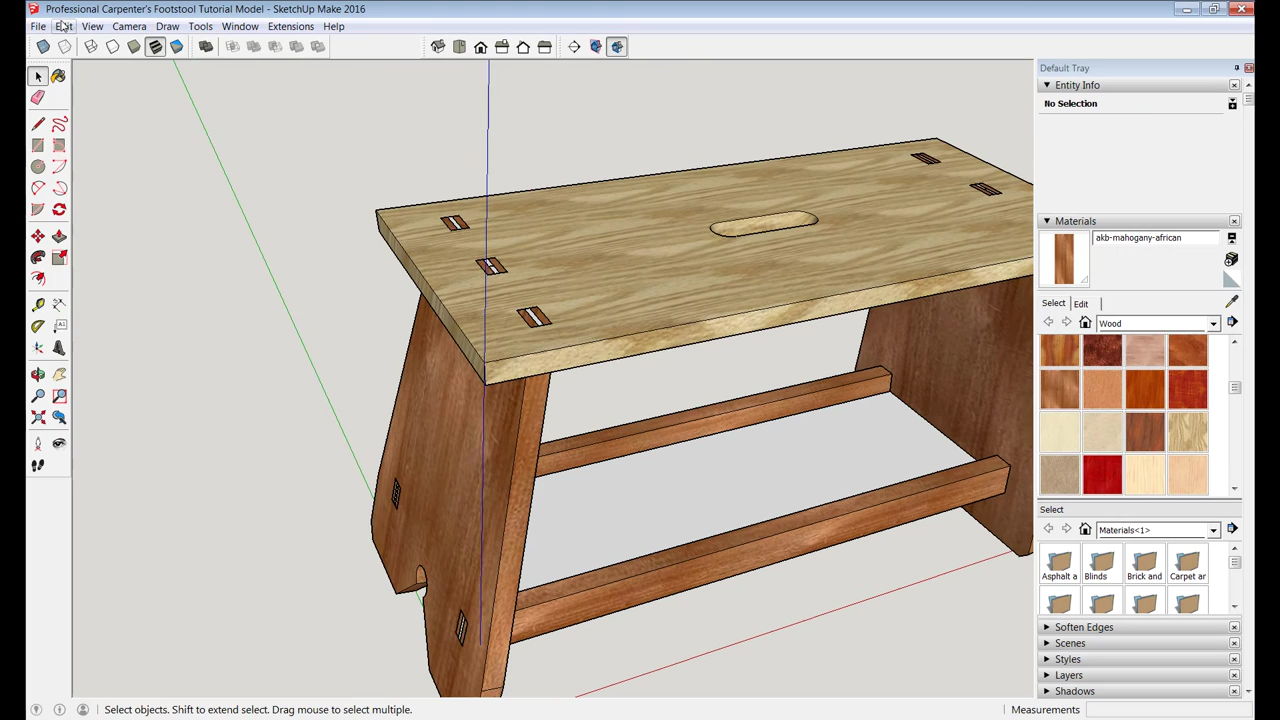 Professional Carpenter's Footstool Tutorial Model - SketchUp Make 2016
File Edit View Camera Draw Tools Window Extensions Help
Default Tray
Entity Info
No Selection
Materials
akb-mahogany-african
Select Edit
Wood
Select
Materials<1>
Asphalt a Blinds Brick and Carpet ar
Soften Edges
Scenes
Styles
Layers
Shadows
Select objects. Shift to extend select. Drag mouse to select multiple.
Measurements